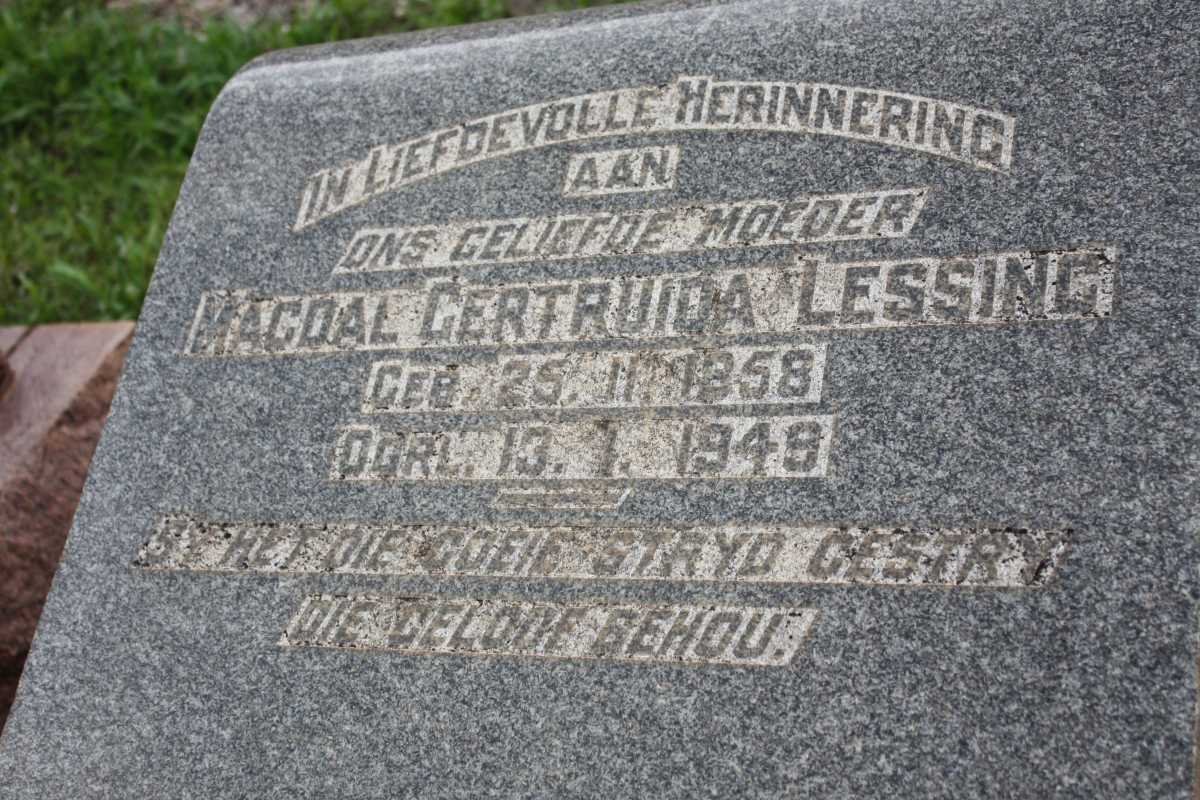 IN LIEFDEVOLLE HERINNERING
AAN
ONS GELIEFDE MOEDER
MAGDAL GERTRUIDA LESSING
GEB. 25. 11. 1858
OORL. 13. 1. 1948
SY HET DIE GOEIE STRYD GESTRY
DIE GELOOF BEHOU.